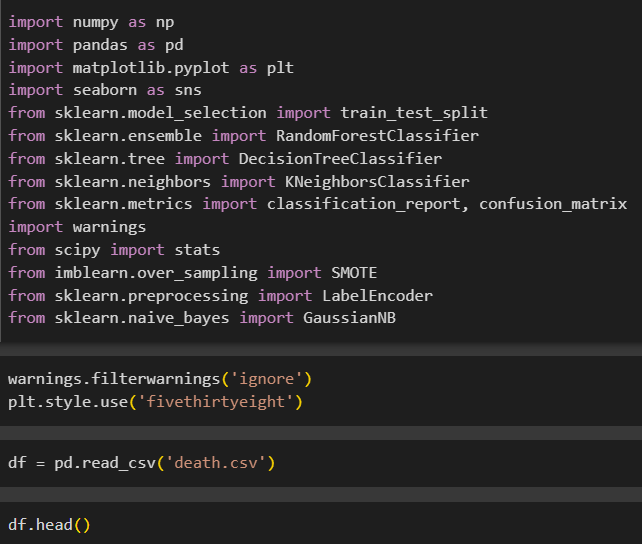 import numpy as np
import pandas as pd
import matplotlib.pyplot as plt
import seaborn as sns
from sklearn.model_selection import train_test_split
from sklearn.ensemble import RandomForestClassifier
from sklearn.tree import DecisionTreeClassifier
from sklearn.neighbors import KNeighborsClassifier
from sklearn.metrics import classification_report, confusion_matrix
import warnings
from scipy import stats
from imblearn.over_sampling import SMOTE
from sklearn.preprocessing import LabelEncoder
from sklearn.naive_bayes import GaussianNB
warnings.filterwarnings('ignore')
plt.style.use('fivethirtyeight')
df = pd.read_csv('death.csv')
df.head()